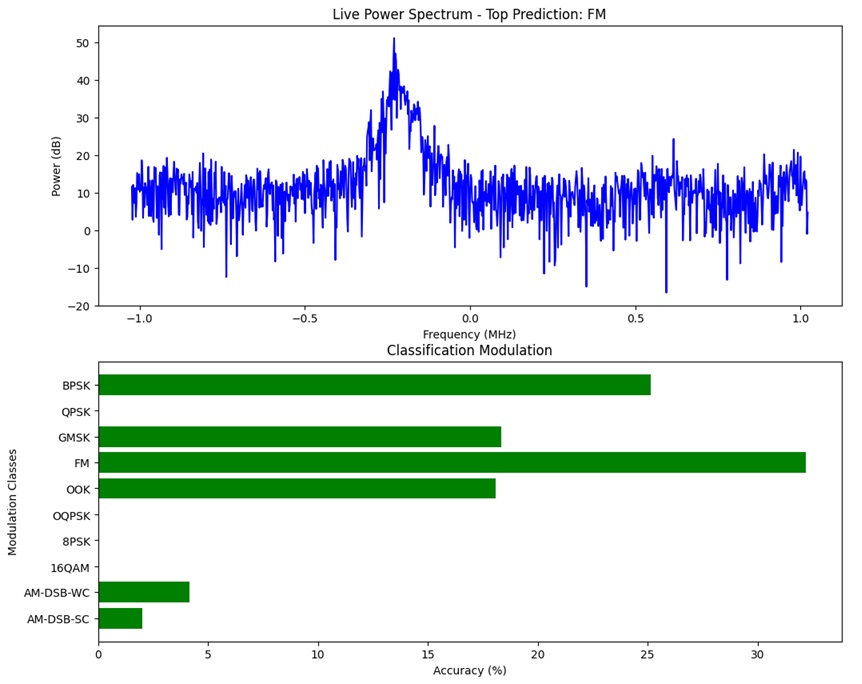 Live Power Spectrum - Top Prediction: FM
50
40
30
20
10
0
−10
−20
Power (dB)
−1.0 −0.5 0.0 0.5 1.0
Frequency (MHz)
Classification Modulation
BPSK
QPSK
GMSK
FM
OOK
OQPSK
8PSK
16QAM
AM-DSB-WC
AM-DSB-SC
Modulation Classes
0 5 10 15 20 25 30
Accuracy (%)